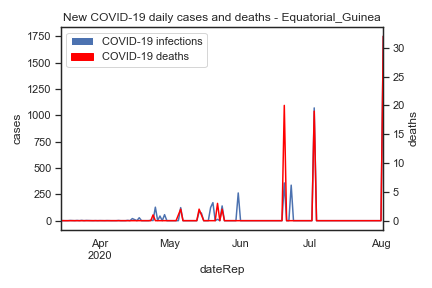 New COVID-19 daily cases and deaths - Equatorial_Guinea
COVID-19 infections
COVID-19 deaths
1750
1500
1250
1000
750
500
250
0
cases
30
25
20
15
10
5
0
deaths
Apr
2020
May
Jun
Jul
Aug
dateRep